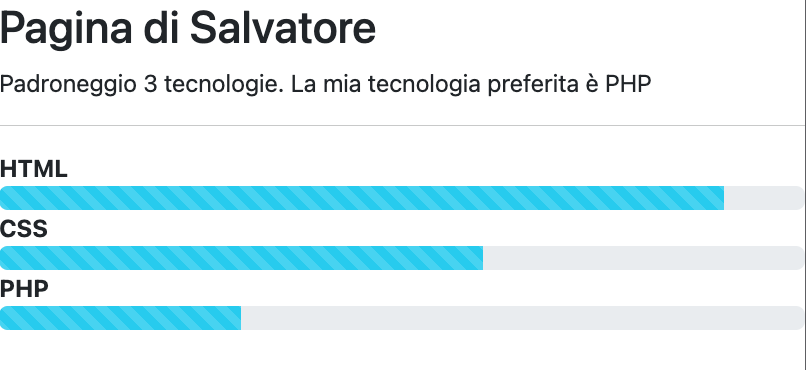 Pagina di Salvatore
Padroneggio 3 tecnologie. La mia tecnologia preferita è PHP
HTML
CSS
PHP